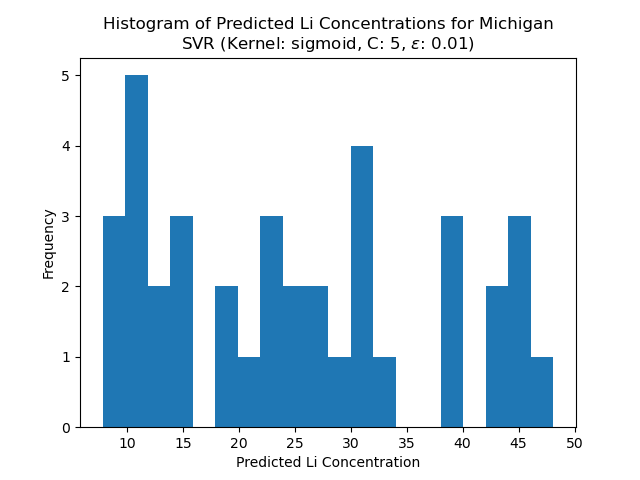 Histogram of Predicted Li Concentrations for Michigan
SVR (Kernel: sigmoid, C: 5, ε: 0.01)
5
4
3
2
1
0
Frequency
10 15 20 25 30 35 40 45 50
Predicted Li Concentration